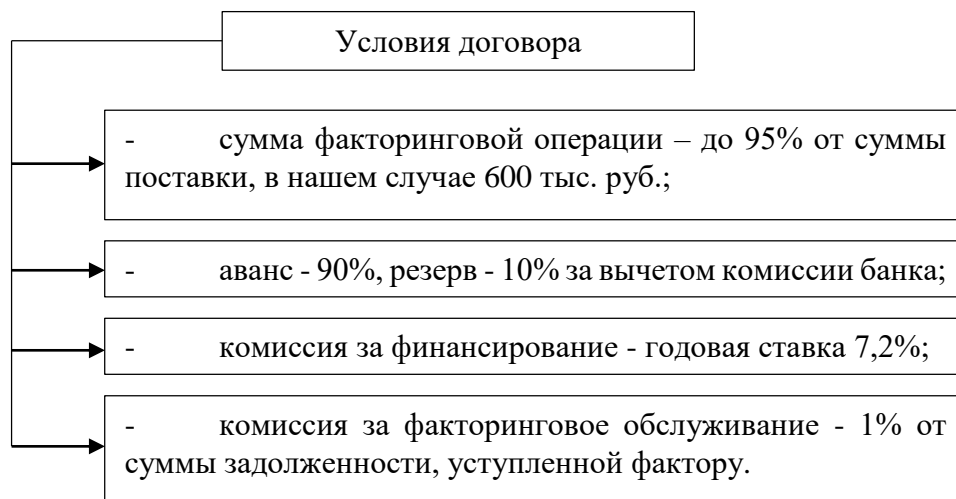 Условия договора
- сумма факторинговой операции – до 95% от суммы
поставки, в нашем случае 600 тыс. руб.;
- аванс - 90%, резерв - 10% за вычетом комиссии банка;
- комиссия за финансирование - годовая ставка 7,2%;
- комиссия за факторинговое обслуживание - 1% от
суммы задолженности, уступленной фактору.